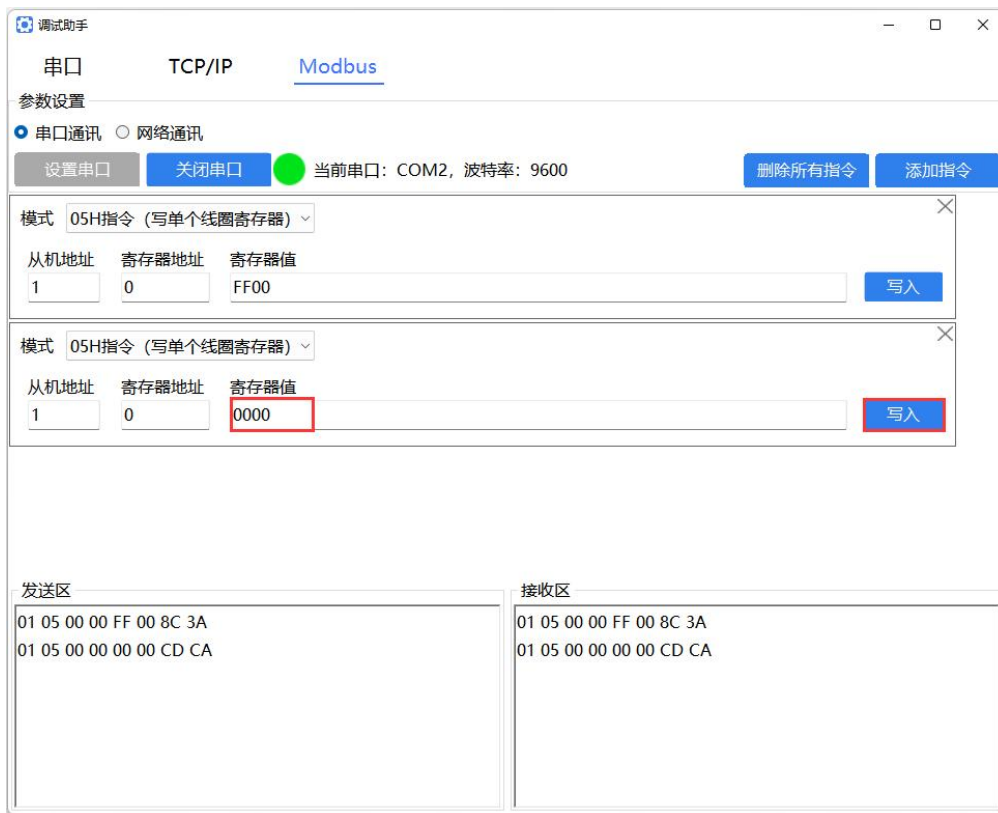 调试助手
串口 TCP/IP Modbus
参数设置
串口通讯 网络通讯
设置串口 关闭串口 当前串口：COM2，波特率：9600 删除所有指令 添加指令
模式 05H指令（写单个线圈寄存器）
从机地址 寄存器地址 寄存器值
1 0 FF00 写入
模式 05H指令（写单个线圈寄存器）
从机地址 寄存器地址 寄存器值
1 0 0000 写入
发送区
01 05 00 00 FF 00 8C 3A
01 05 00 00 00 00 CD CA
接收区
01 05 00 00 FF 00 8C 3A
01 05 00 00 00 00 CD CA